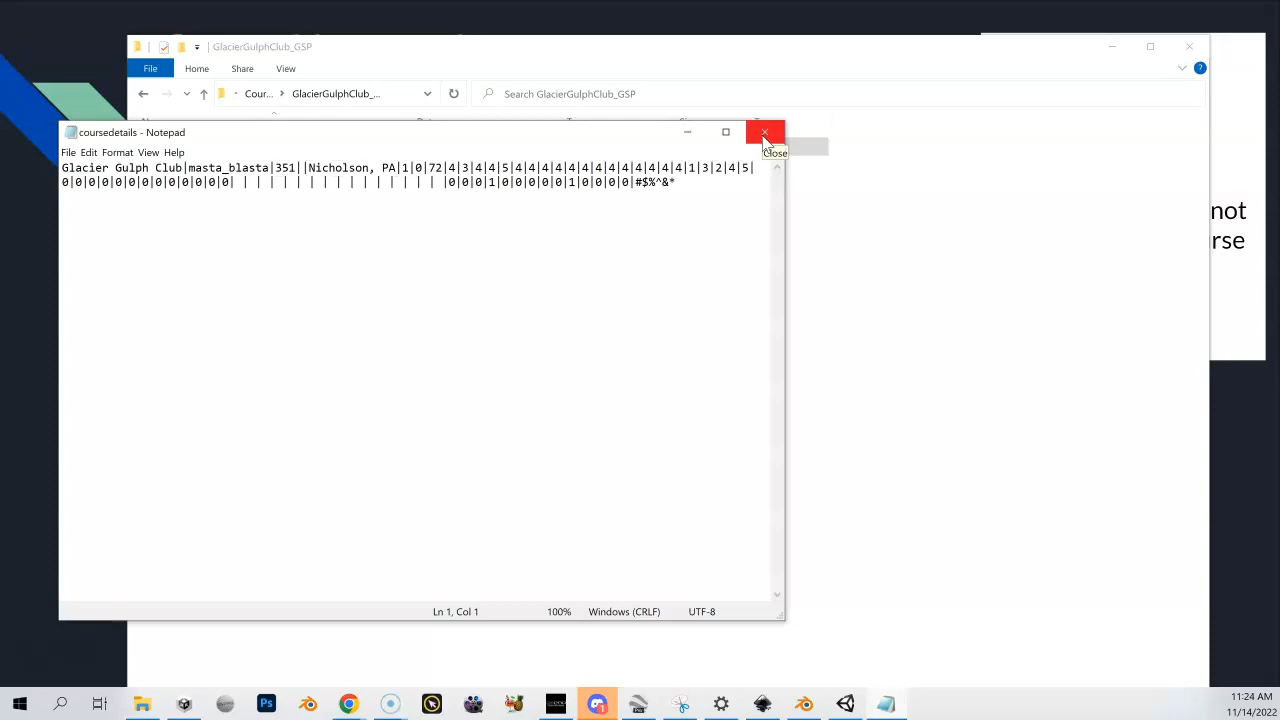 GlacierGulphClub_GSP
File Home Share View
Cour... GlacierGulphClub_... Search GlacierGulphClub_GSP
coursedetails - Notepad
Close
File Edit Format View Help
Glacier Gulph Club|masta_blasta|351||Nicholson, PA|1|0|72|4|3|4|4|5|4|4|4|4|4|4|4|4|4|4|4|4|4|1|3|2|4|5|
0|0|0|0|0|0|0|0|0|0|0|0|0| | | | | | | | | | | | | | | | |0|0|0|1|0|0|0|0|0|1|0|0|0|0|#$%^&*
not
rse
Ln 1, Col 1 100% Windows (CRLF) UTF-8
Ps
11:24 AM
11/14/2022